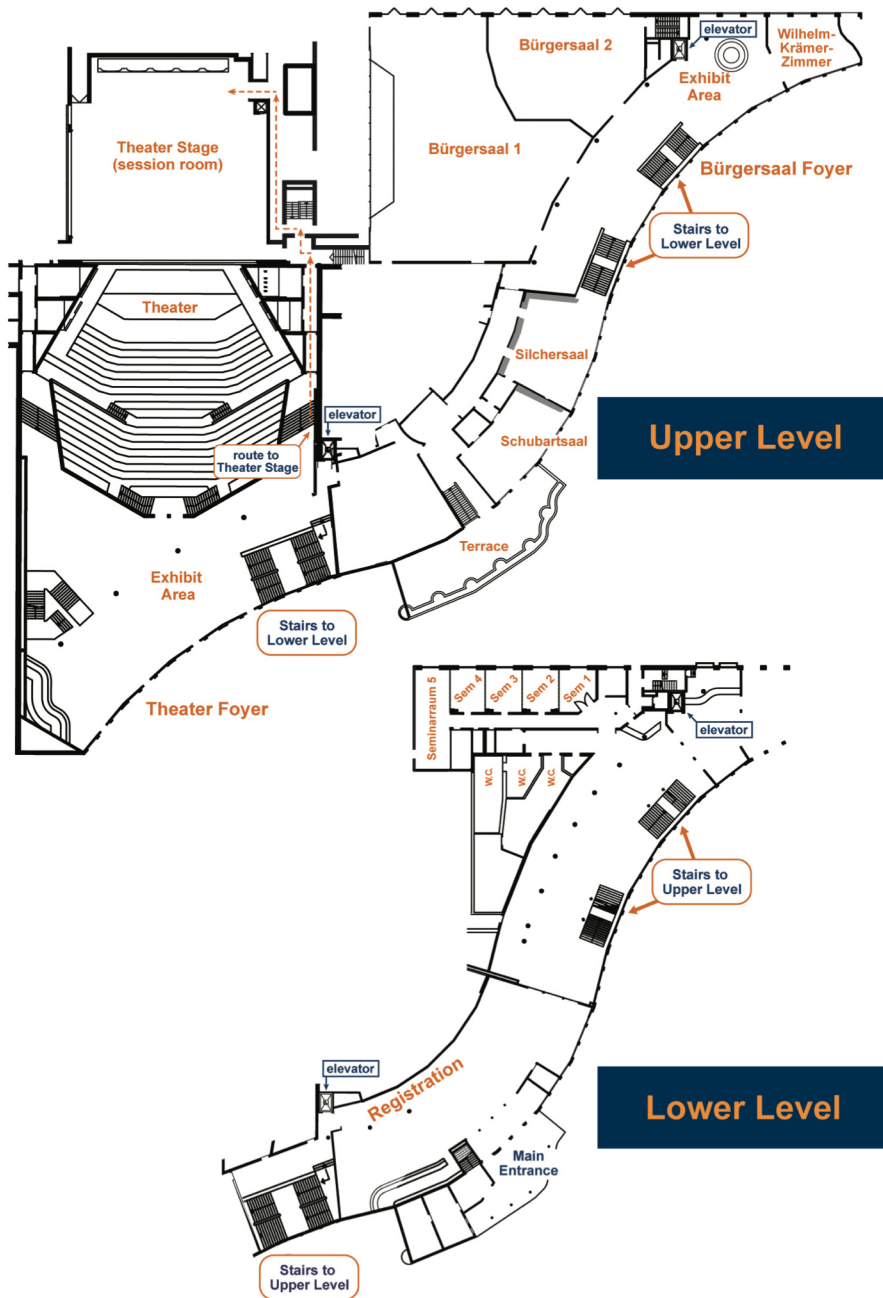 Bürgersaal 2
elevator
Wilhelm-
Krämer-
Zimmer
Exhibit
Area
Theater Stage
(session room)
Bürgersaal 1
Bürgersaal Foyer
Stairs to
Lower Level
Theater
Silchersaal
elevator
Schubartsaal
Upper Level
route to
Theater Stage
Terrace
Exhibit
Area
Stairs to
Lower Level
Theater Foyer
Seminarraum 5
Sem 4
Sem 3
Sem 2
Sem 1
elevator
W.C.
W.C.
W.C.
Stairs to
Upper Level
elevator
Registration
Lower Level
Main
Entrance
Stairs to
Upper Level